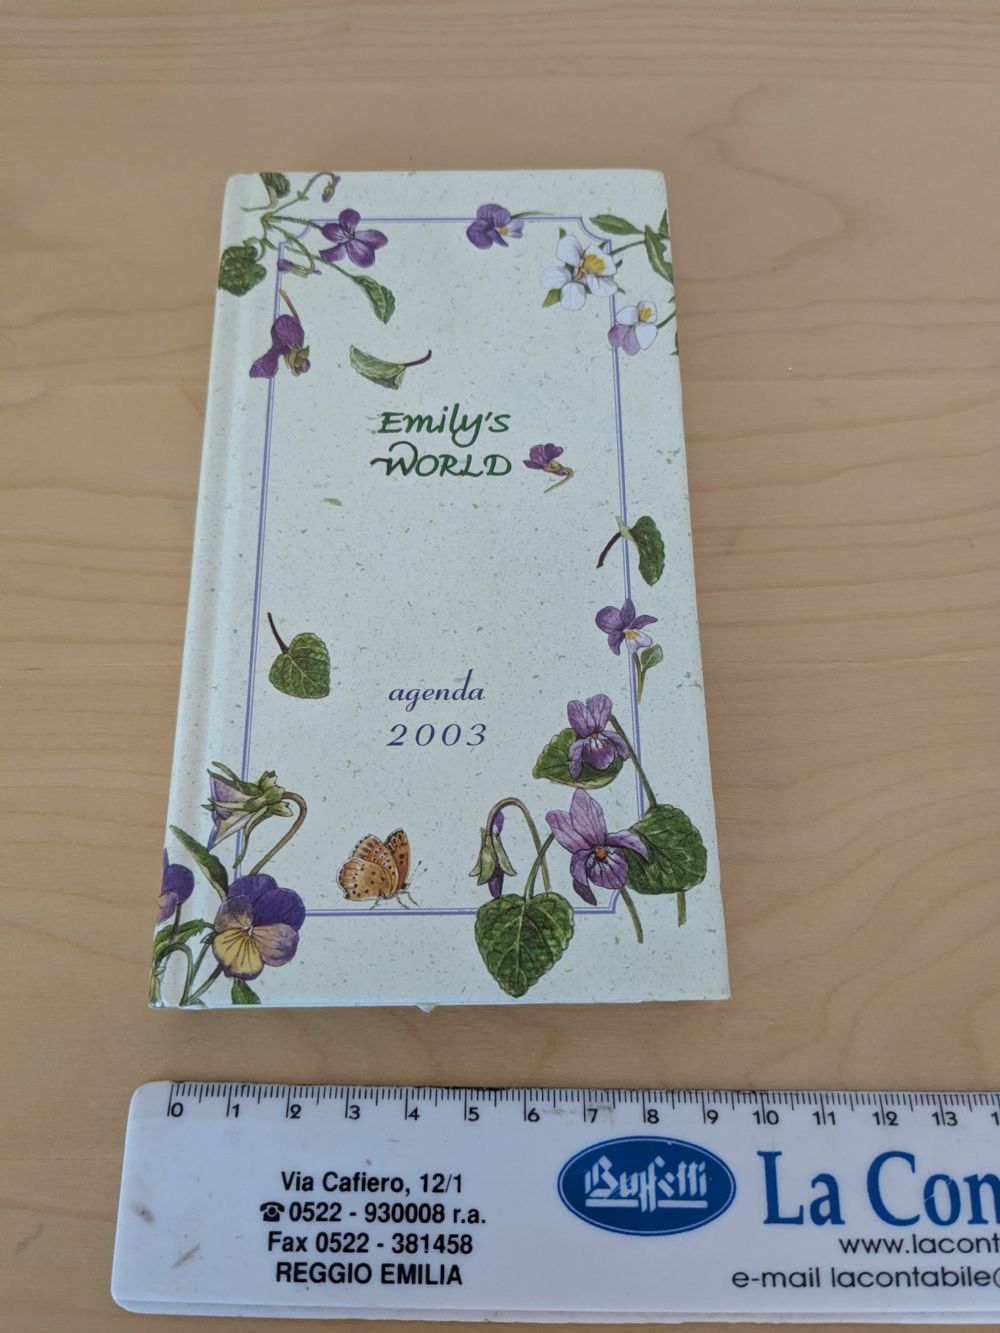 Emily's
WORLD
agenda
2003
0 1 2 3 4 5 6 7 8 9 10 11 12 13
Via Cafiero, 12/1
☎ 0522 - 930008 r.a.
Fax 0522 - 381458
REGGIO EMILIA
Buffetti
La Con
www.lacont
e-mail lacontabile@